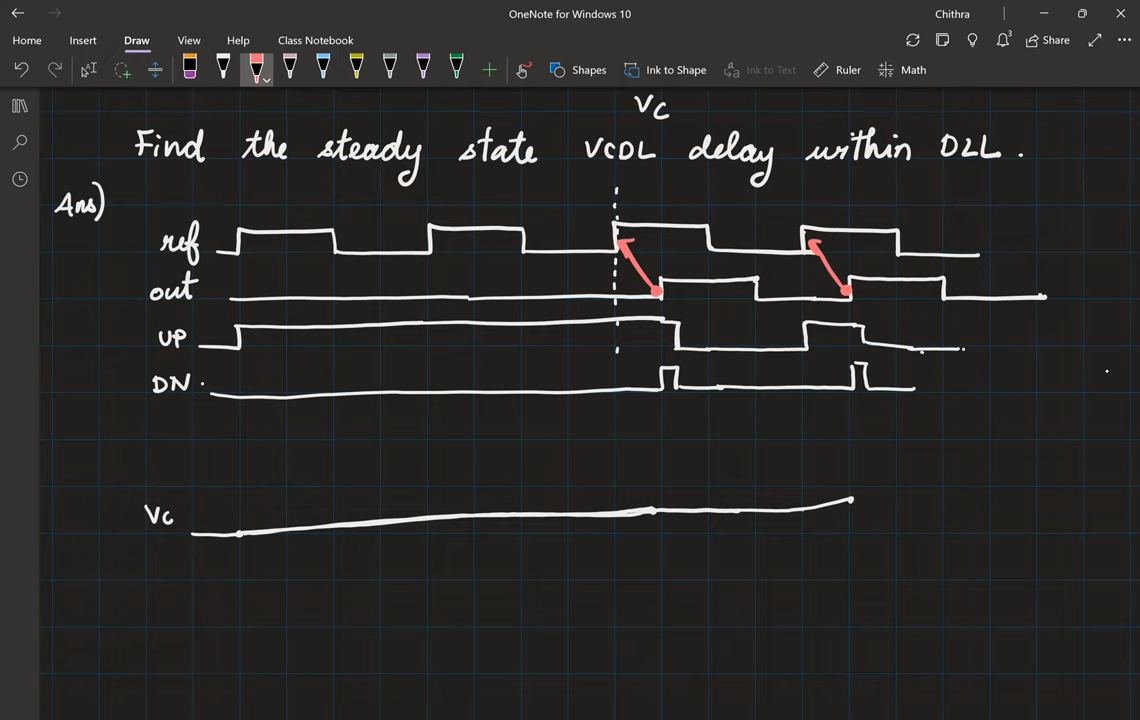 OneNote for Windows 10
Chithra
Home Insert Draw View Help Class Notebook
Share
Shapes Ink to Shape Ink to Text Ruler Math
VC
Find the steady state VCDL delay within DLL.
Ans)
ref
out
UP
DN
VC